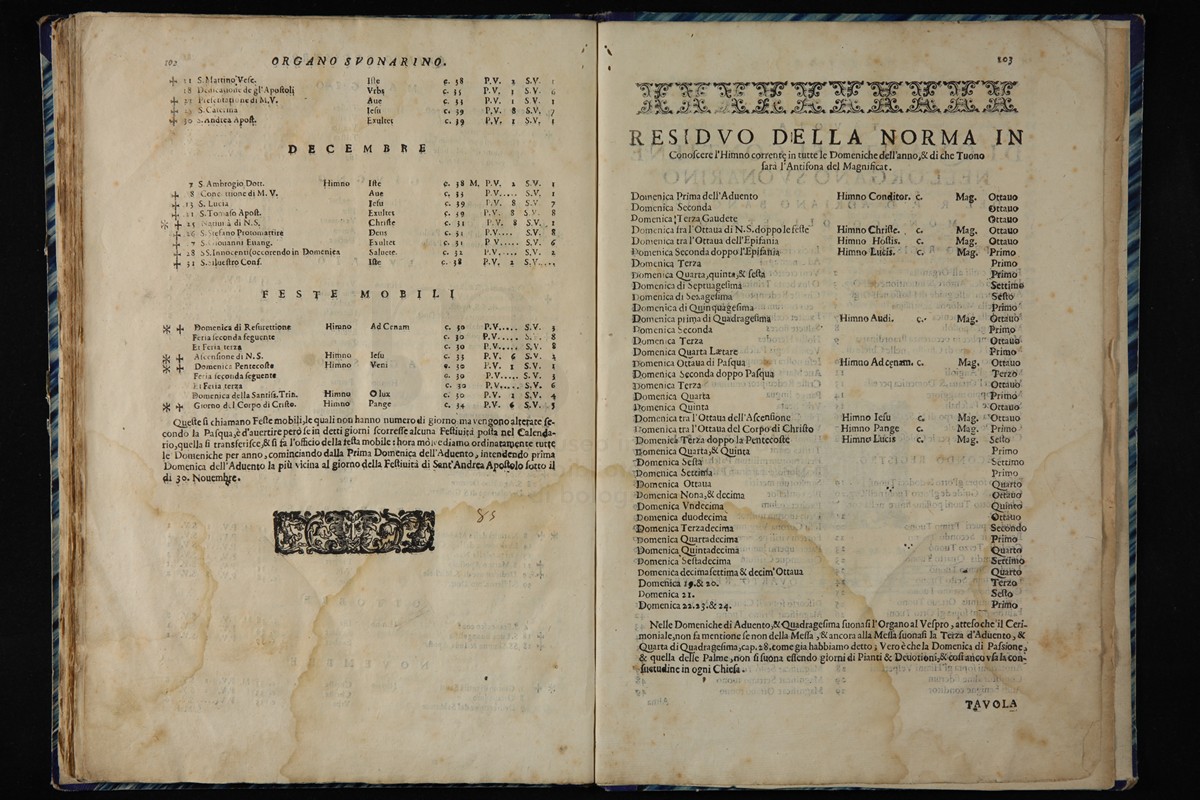 102 ORGANO SVONARINO.
21 S. Martino Vesc. Iste c. 38 P.V. 2 S.V. 1
28 Dedicatione de gl'Apostoli Vrbs c. 35 P.V. 1 S.V. 6
Presentatione di M.V. Aue c. 33 P.V. 1 S.V. 1
S. Caterina Iesu c. 39 P.V. 8 S.V. 7
30 S. Andrea Apost. Exultet c. 39 P.V. 1 S.V. 1
DECEMBRE
7 S. Ambrogio Dott. Himno Iste c. 38 M. P.V. 2 S.V. 1
8 Concettione di M. V. Aue c. 33 P.V..... S.V. 1
13 S. Lucia Iesu c. 39 P.V. 8 S.V. 7
21 S. Tomaso Apost. Exultet c. 39 P.V. 8 S.V. 8
25 Natiuità di N.S. Christe c. 31 P.V. 8 S.V. 1
26 S. Stefano Protomartire Deus c. 51 P.V.... S.V. 8
S. Giouanni Euang. Exultet c. 31 P V..... S.V. 6
28 SS. Innocenti (occorendo in Domenica Saluete. c. 32 P.V..... S.V. 2
31 S. Siluestro Conf. Iste c. 38 P.V. 2 S.V.....
FESTE MOBILI
Domenica di Resurettione Himno Ad Cenam c. 30 P.V..... S.V. 3
Feria seconda seguente c. 30 P.V..... S.V. 8
Et Feria terza c. 30 P.V..... S.V. 8
Ascensione di N.S. Himno Iesu c. 33 P.V. 6 S.V. 4
Domenica Pentecoste Himno Veni c. 30 P.V. 1 S.V. 1
Feria seconda seguente c. 30 P.V..... S.V. 3
Et Feria terza c. 30 P.V..... S.V. 6
Domenica della Santiss. Trin. Himno O lux c. 30 P.V. 1 S.V. 4
Giorno del Corpo di Cristo. Himno Pange c. 34 P.V. 6 S.V. 5
Queste si chiamano Feste mobili, le quali non hanno numero di giorno ma vengono alterate se-
condo la Pasqua, è d'auertire però se in detti giorni scorresse alcuna Festiuità posta nel Calenda-
rio, quella si transferisce, & si fa l'officio della festa mobile: hora mò vediamo ordinatamente tutte
le Domeniche per anno, cominciando dalla Prima Domenica dell'Aduento, intendendo prima
Domenica dell'Aduento la più vicina al giorno della Festiuità di Sant'Andrea Apostolo sotto il
di 30. Nouembre.
203
RESIDVO DELLA NORMA IN
Conoscere l'Himno corrente in tutte le Domeniche dell'anno, & di che Tuono
sarà l'Antifona del Magnificat.
Domenica Prima dell'Aduento Himno Conditor. c. Mag. Ottauo
Domenica Seconda Ottauo
Domenica Terza Gaudete Ottauo
Domenica fra l'Ottaua di N.S. doppo le feste Himno Christe. c. Mag. Ottauo
Domenica tra l'Ottaua dell'Epifania Himno Hostis. c. Mag. Ottauo
Domenica Seconda doppo l'Epifania Himno Lucis. c. Mag. Primo
Domenica Terza Primo
Domenica Quarta, quinta, & sesta Primo
Domenica di Septuagesima Settimo
Domenica di Sexagesima Sesto
Domenica di Quinquagesima Primo
Domenica prima di Quadragesima Himno Audi. c. Mag. Ottauo
Domenica Seconda Primo
Domenica Terza Ottauo
Domenica Quarta Lætare Primo
Domenica Ottaua di Pasqua Himno Ad cenam. c. Mag. Ottauo
Domenica Seconda doppo Pasqua Terzo
Domenica Terza Ottauo
Domenica Quarta Primo
Domenica Quinta Ottauo
Domenica tra l'Ottaua dell'Ascensione Himno Iesu c. Mag. Ottauo
Domenica tra l'Ottaua del Corpo di Christo Himno Pange c. Mag. Primo
Domenica Terza doppo la Pentecoste Himno Lucis c. Mag. Sesto
Domenica Quarta, & Quinta Primo
Domenica Sesta Settimo
Domenica Settima Primo
Domenica Ottaua Quarto
Domenica Nona, & decima Ottauo
Domenica Vndecima Quinto
Domenica duodecima Ottauo
Domenica Terzadecima Secondo
Domenica Quartadecima Primo
Domenica Quintadecima Quarto
Domenica Sestadecima Settimo
Domenica decimasettima & decim'Ottaua Quarto
Domenica 19. & 20. Terzo
Domenica 21. Sesto
Domenica 22. 23. & 24. Primo
Nelle Domeniche di Aduento, & Quadragesima suonasi l'Organo al Vespro, atteso che il Ceri-
moniale, non fa mentione se non della Messa, & ancora alla Messa suonasi la Terza d'Aduento, &
Quarta di Quadragesima, cap. 28. come gia habbiamo detto; Vero è che la Domenica di Passione,
& quella delle Palme, non si suona essendo giorni di Pianti & Deuotioni, & così anco vsa la con-
suetudine in ogni Chiesa.
TAVOLA